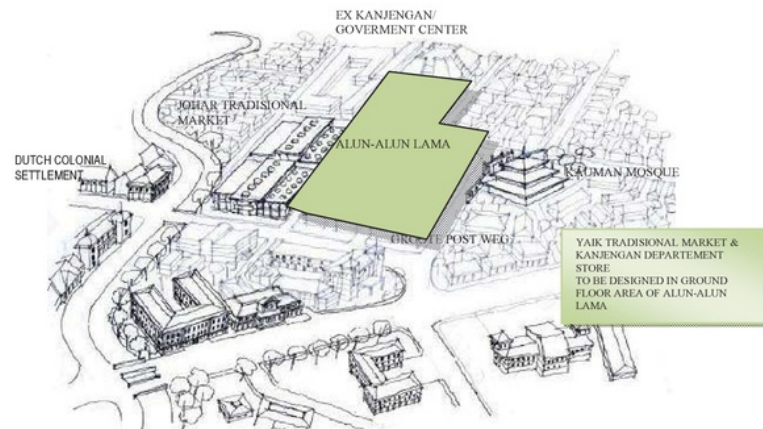 EX KANJENGAN/
GOVERMENT CENTER
JOHAR TRADISIONAL
MARKET
ALUN-ALUN LAMA
DUTCH COLONIAL
SETTLEMENT
KAUMAN MOSQUE
GROOTE POST WEG
YAIK TRADISIONAL MARKET &
KANJENGAN DEPARTEMENT
STORE
TO BE DESIGNED IN GROUND
FLOOR AREA OF ALUN-ALUN
LAMA